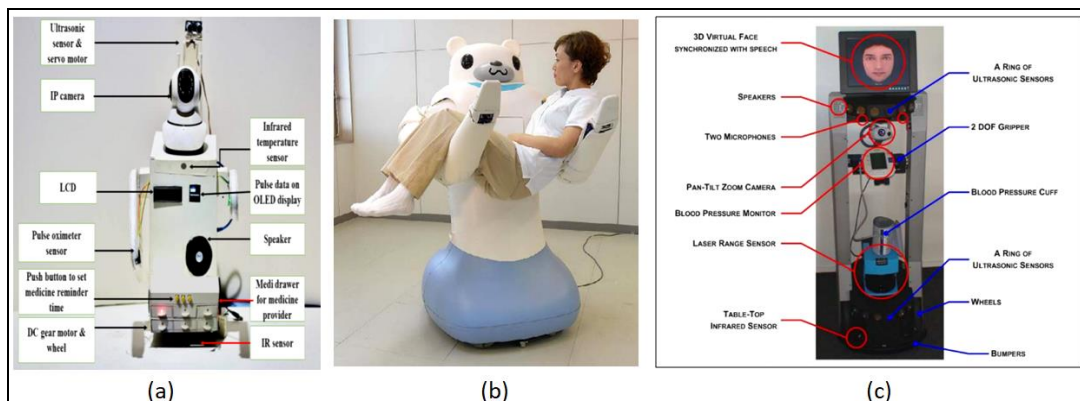 Ultrasonic
sensor &
servo motor
IP camera
Infrared
temperature
sensor
LCD
Pulse data on
OLED display
Pulse oximeter
sensor
Speaker
Push button to set
medicine reminder
time
Medi drawer
for medicine
provider
DC gear motor &
wheel
IR sensor
(a)
(b)
3D VIRTUAL FACE
SYNCHRONIZED WITH SPEECH
A RING OF
ULTRASONIC SENSORS
SPEAKERS
TWO MICROPHONES
2 DOF GRIPPER
PAN-TILT ZOOM CAMERA
BLOOD PRESSURE CUFF
BLOOD PRESSURE MONITOR
LASER RANGE SENSOR
A RING OF
ULTRASONIC SENSORS
WHEELS
TABLE-TOP
INFRARED SENSOR
BUMPERS
(c)